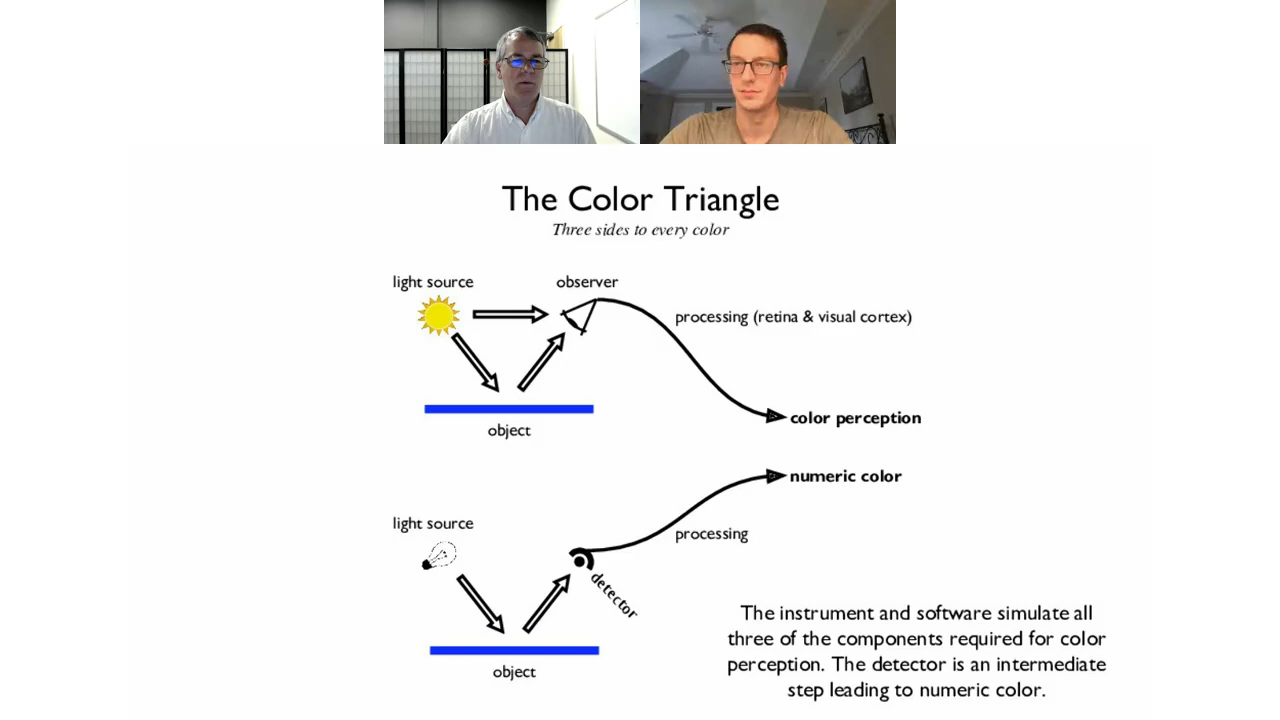 The Color Triangle
Three sides to every color
light source
observer
processing (retina & visual cortex)
object
color perception
numeric color
light source
processing
detector
object
The instrument and software simulate all
three of the components required for color
perception. The detector is an intermediate
step leading to numeric color.